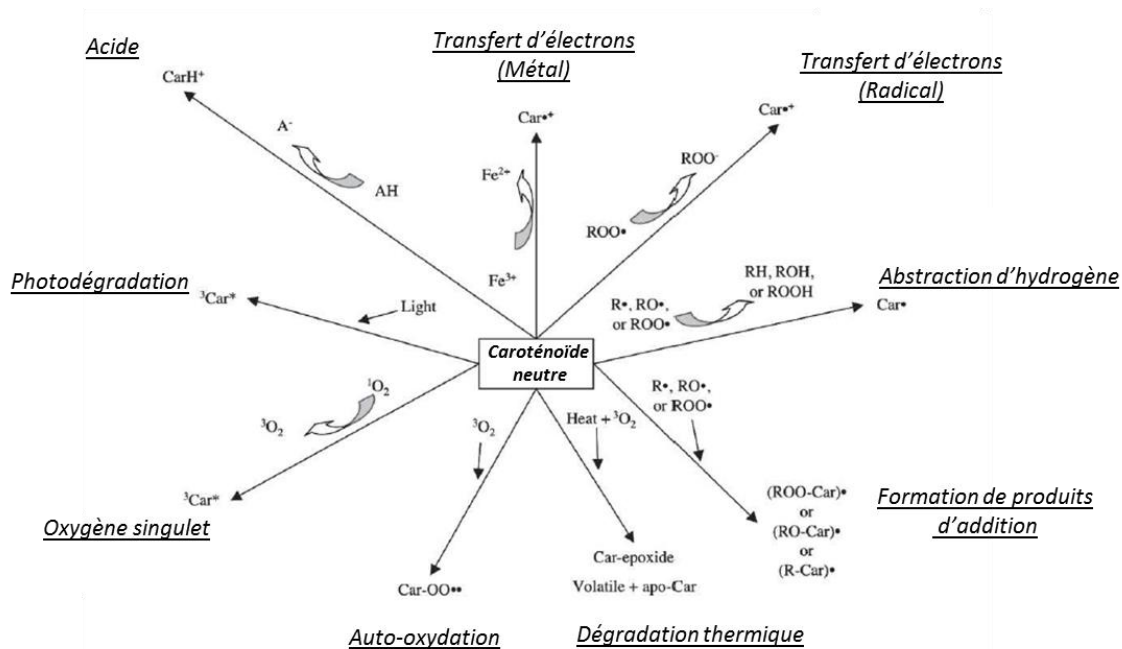 Acide
CarH⁺
A⁻
AH
Transfert d’électrons
(Métal)
Car•⁺
Fe²⁺
Fe³⁺
Transfert d’électrons
(Radical)
Car•⁺
ROO⁻
ROO•
Photodégradation
³Car*
Light
Caroténoïde
neutre
RH, ROH,
or ROOH
R•, RO•,
or ROO•
Abstraction d’hydrogène
Car•
¹O₂
³O₂
³Car*
Oxygène singulet
³O₂
Car-OO••
Auto-oxydation
Heat + ³O₂
Car-epoxide
Volatile + apo-Car
Dégradation thermique
R•, RO•,
or ROO•
(ROO-Car)•
or
(RO-Car)•
or
(R-Car)•
Formation de produits
d’addition